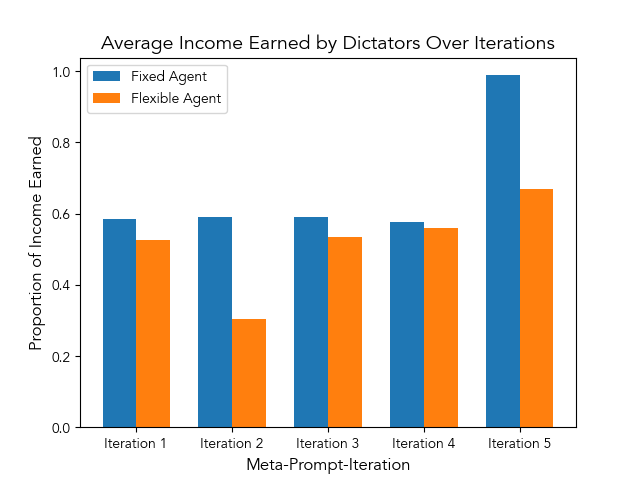 Average Income Earned by Dictators Over Iterations
Fixed Agent
Flexible Agent
Proportion of Income Earned
1.0
0.8
0.6
0.4
0.2
0.0
Iteration 1
Iteration 2
Iteration 3
Iteration 4
Iteration 5
Meta-Prompt-Iteration